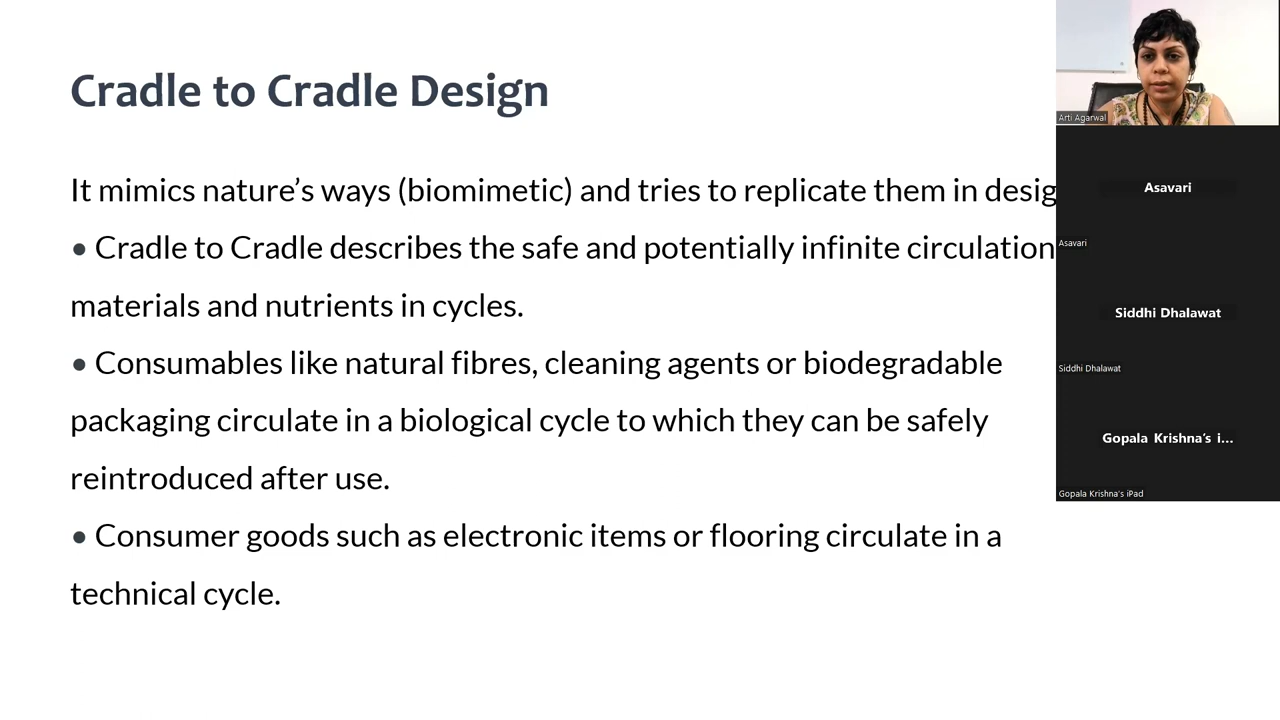 Cradle to Cradle Design
It mimics nature’s ways (biomimetic) and tries to replicate them in desig
• Cradle to Cradle describes the safe and potentially infinite circulation
materials and nutrients in cycles.
• Consumables like natural fibres, cleaning agents or biodegradable
packaging circulate in a biological cycle to which they can be safely
reintroduced after use.
• Consumer goods such as electronic items or flooring circulate in a
technical cycle.
Arti Agarwal
Asavari
Asavari
Siddhi Dhalawat
Siddhi Dhalawat
Gopala Krishna’s i...
Gopala Krishna’s iPad